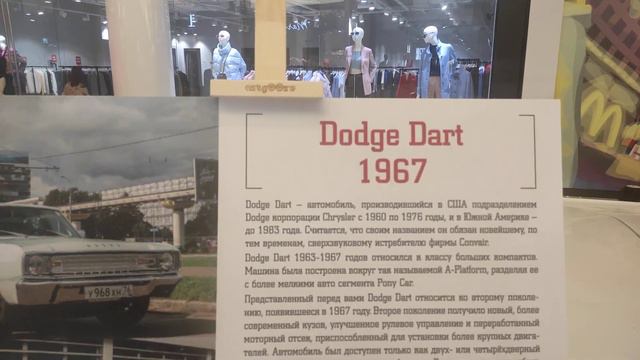 Dodge Dart
1967
Dodge Dart – автомобиль, производившийся в США подразделением
Dodge корпорации Chrysler с 1960 по 1976 годы, и в Южной Америке –
до 1983 года. Считается, что своим названием он обязан новейшему, по
тем временам, сверхзвуковому истребителю фирмы Convair.
Dodge Dart 1963-1967 годов относился к классу больших компактов.
Машина была построена вокруг так называемой A-Platform, разделяя ее
с более мелкими авто сегмента Pony Car.
Представленный перед вами Dodge Dart относится ко второму поколе-
нию, появившееся в 1967 году. Второе поколение получило новый, более
современный кузов, улучшенное рулевое управление и переработанный
моторный отсек, приспособленный для установки более крупных двига-
телей. Автомобиль был доступен только как двух- или четырёхдверный
У 968 ХН